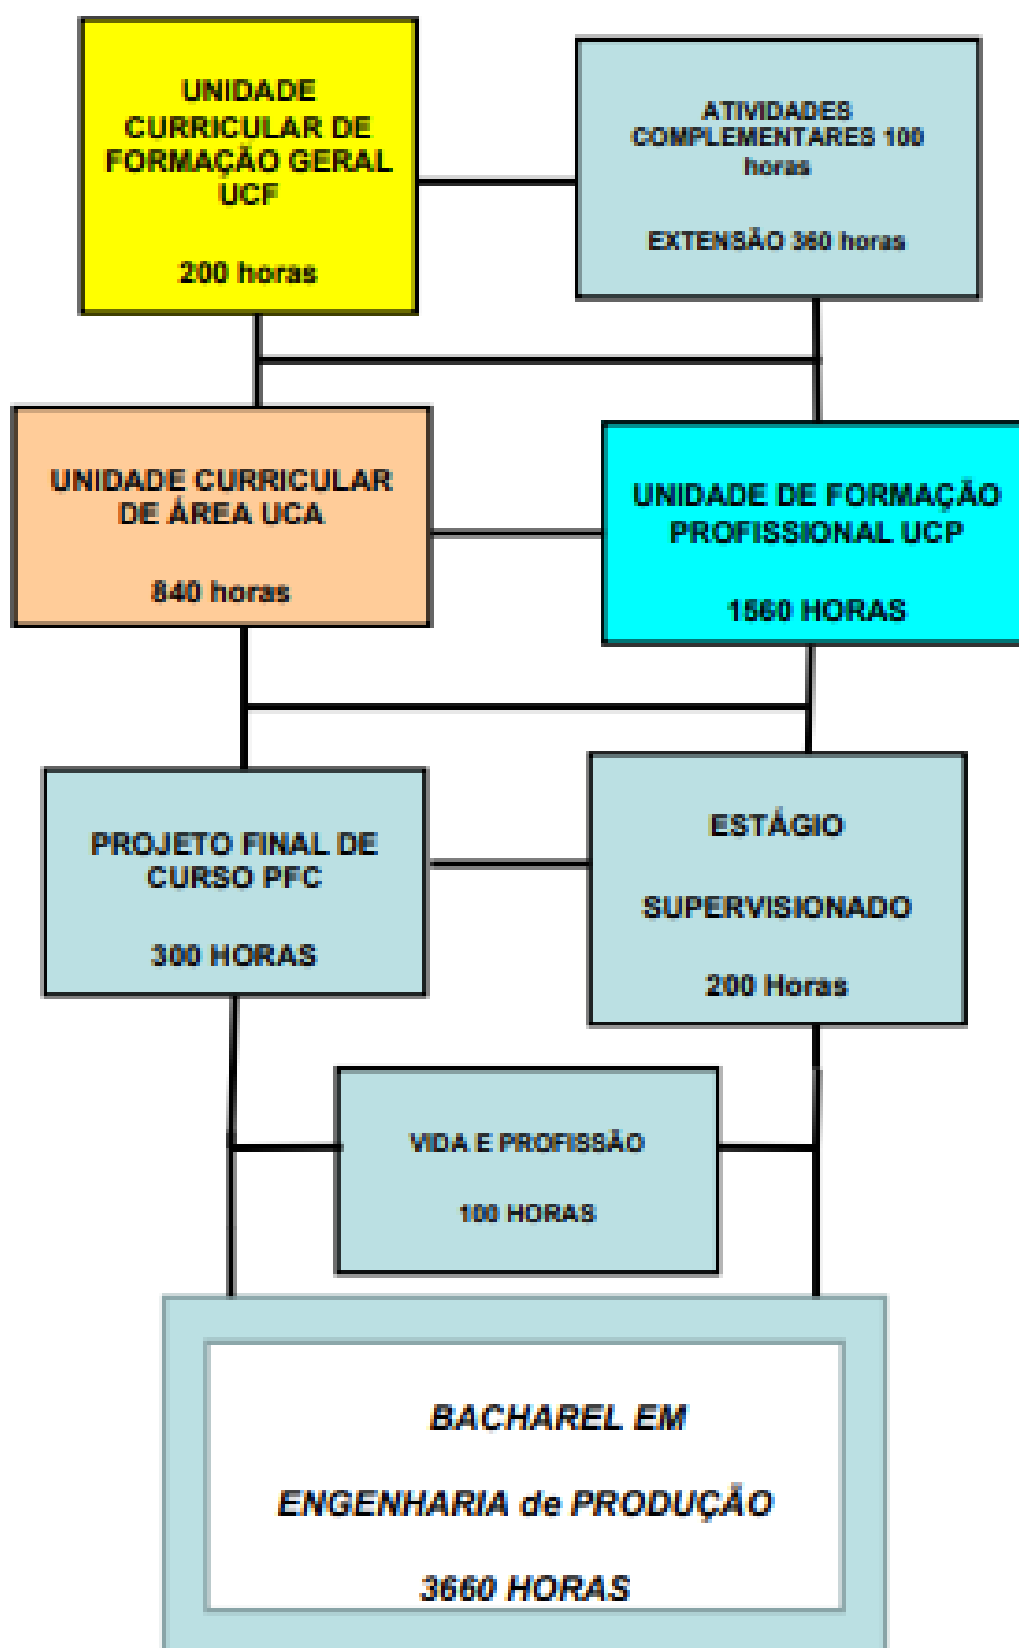 UNIDADE
CURRICULAR DE
FORMAÇÃO GERAL
UCF
200 horas
ATIVIDADES
COMPLEMENTARES 100
horas
EXTENSÃO 360 horas
UNIDADE CURRICULAR
DE ÁREA UCA
840 horas
UNIDADE DE FORMAÇÃO
PROFISSIONAL UCP
1560 HORAS
PROJETO FINAL DE
CURSO PFC
300 HORAS
ESTÁGIO
SUPERVISIONADO
200 Horas
VIDA E PROFISSÃO
100 HORAS
BACHAREL EM
ENGENHARIA de PRODUÇÃO
3660 HORAS